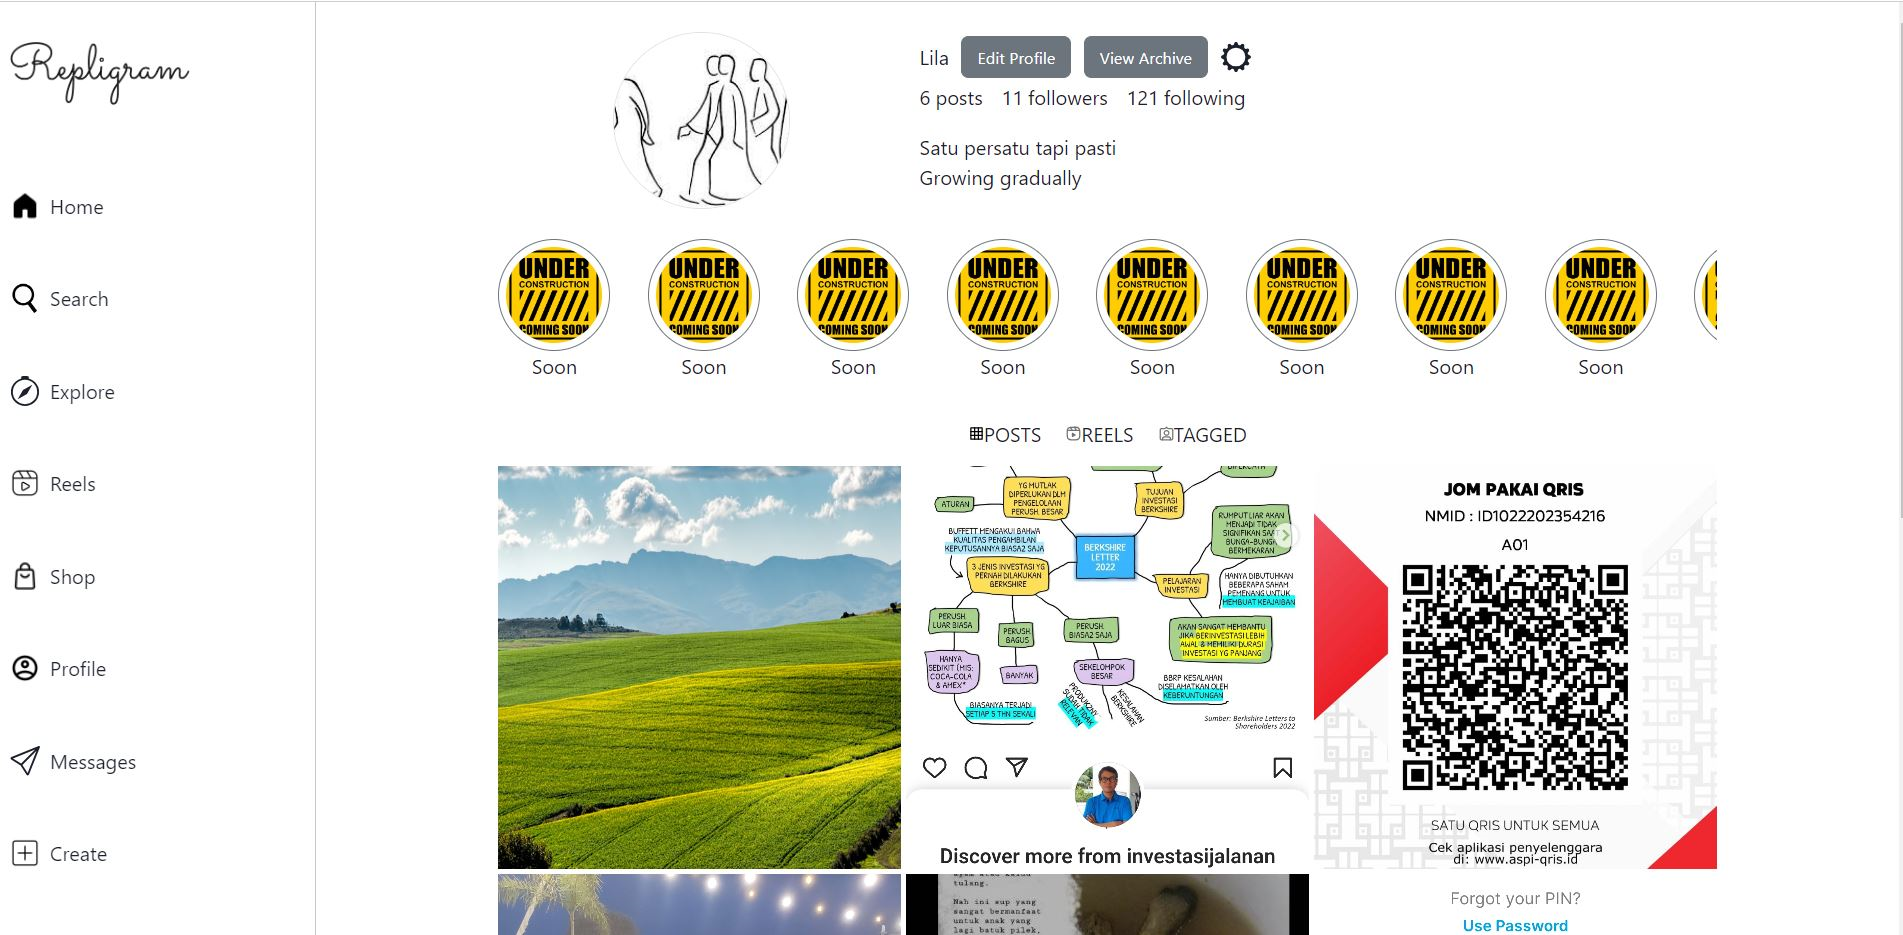 Repligram
Home
Search
Explore
Reels
Shop
Profile
Messages
Create
Lila
Edit Profile
View Archive
6 posts
11 followers
121 following
Satu persatu tapi pasti
Growing gradually
UNDER
CONSTRUCTION
COMING SOON
Soon
UNDER
CONSTRUCTION
COMING SOON
Soon
UNDER
CONSTRUCTION
COMING SOON
Soon
UNDER
CONSTRUCTION
COMING SOON
Soon
UNDER
CONSTRUCTION
COMING SOON
Soon
UNDER
CONSTRUCTION
COMING SOON
Soon
UNDER
CONSTRUCTION
COMING SOON
Soon
UNDER
CONSTRUCTION
COMING SOON
Soon
POSTS
REELS
TAGGED
YG MUTLAK
DIPERLUKAN DLM
PENGELOLAAN
PERUSH. BESAR
ATURAN
TUJUAN
INVESTASI
BERKSHIRE
DIPERCAYA
RUMPUT LIAR AKAN
MENJADI TIDAK
SIGNIFIKAN SAAT
BUNGA-BUNGA
BERMEKARAN
BUFFETT MENGAKUI BAHWA
KUALITAS PENGAMBILAN
KEPUTUSANNYA BIASA2 SAJA
BERKSHIRE
LETTER
2022
3 JENIS INVESTASI YG
PERNAH DILAKUKAN
BERKSHIRE
PELAJARAN
INVESTASI
HANYA DIBUTUHKAN
BEBERAPA SAHAM
PEMENANG UNTUK
MEMBUAT KEAJAIBAN
PERUSH.
LUAR BIASA
PERUSH.
BAGUS
PERUSH.
BIASA2 SAJA
AKAN SANGAT MEMBANTU
JIKA BERINVESTASI LEBIH
AWAL & MEMILIKI DURASI
INVESTASI YG PANJANG
HANYA
SEDIKIT (MIS:
COCA-COLA
& AMEX"
BANYAK
SEKELOMPOK
BESAR
BIASANYA TERJADI
SETIAP 5 THN SEKALI
PRODUKNY
SUDAH TIDAK
RELEVAN
KESALAHAN
BERKSHIRE
BBRP KESALAHAN
DISELAMATKAN OLEH
KEBERUNTUNGAN
Sumber: Berkshire Letters to
Shareholders 2022
Discover more from investasijalanan
JOM PAKAI QRIS
NMID : ID1022202354216
A01
SATU QRIS UNTUK SEMUA
Cek aplikasi penyelenggara
di: www.aspi-qris.id
tulang.
Nah ini sup yang
sangat bermanfaat
untuk anak yang
lagi batuk pilek,
Forgot your PIN?
Use Password